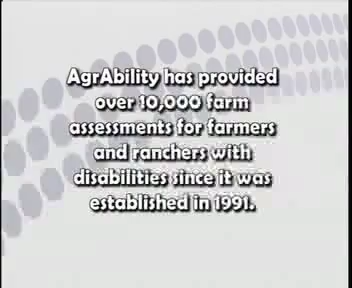 AgrAbility has provided
over 10,000 farm
assessments for farmers
and ranchers with
disabilities since it was
established in 1991.